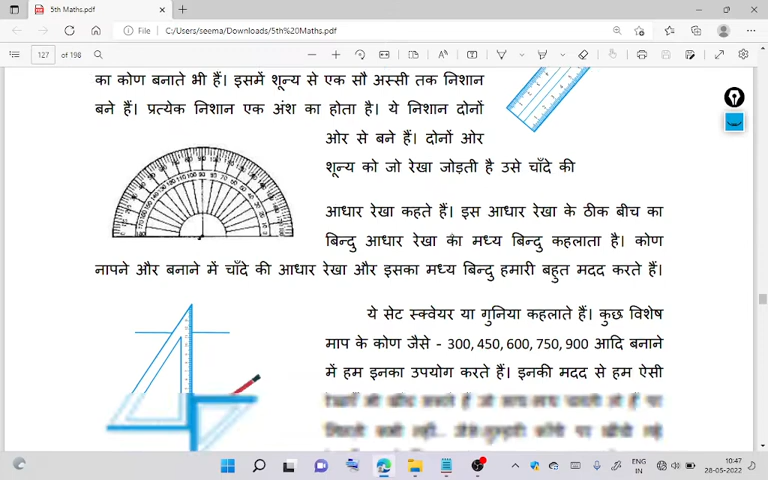 5th Maths.pdf
File
C:/Users/seema/Downloads/5th%20Maths.pdf
127 of 198
का कोण बनाते भी हैं। इसमें शून्य से एक सौ अस्सी तक निशान
बने हैं। प्रत्येक निशान एक अंश का होता है। ये निशान दोनों
ओर से बने हैं। दोनों ओर
शून्य को जो रेखा जोड़ती है उसे चाँदे की
आधार रेखा कहते हैं। इस आधार रेखा के ठीक बीच का
बिन्दु आधार रेखा का मध्य बिन्दु कहलाता है। कोण
नापने और बनाने में चाँदे की आधार रेखा और इसका मध्य बिन्दु हमारी बहुत मदद करते हैं।
ये सेट स्क्वेयर या गुनिया कहलाते हैं। कुछ विशेष
माप के कोण जैसे - 300, 450, 600, 750, 900 आदि बनाने
में हम इनका उपयोग करते हैं। इनकी मदद से हम ऐसी
ENG
IN
10:47
28-05-2022